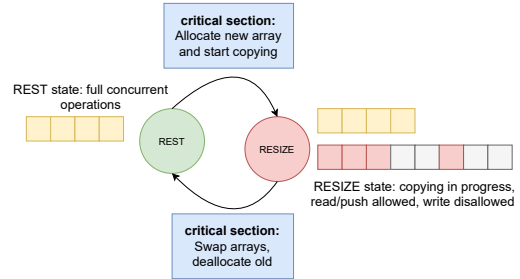 critical section:
Allocate new array
and start copying
REST state: full concurrent
operations
REST
RESIZE
RESIZE state: copying in progress,
read/push allowed, write disallowed
critical section:
Swap arrays,
deallocate old